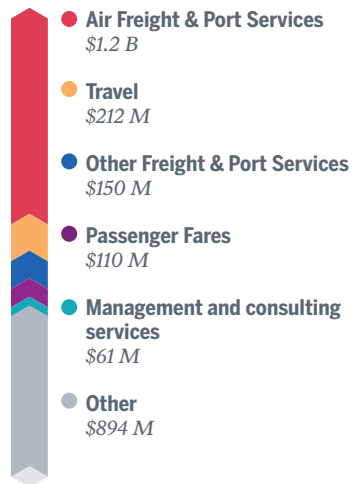 Air Freight & Port Services
$1.2 B
Travel
$212 M
Other Freight & Port Services
$150 M
Passenger Fares
$110 M
Management and consulting
services
$61 M
Other
$894 M